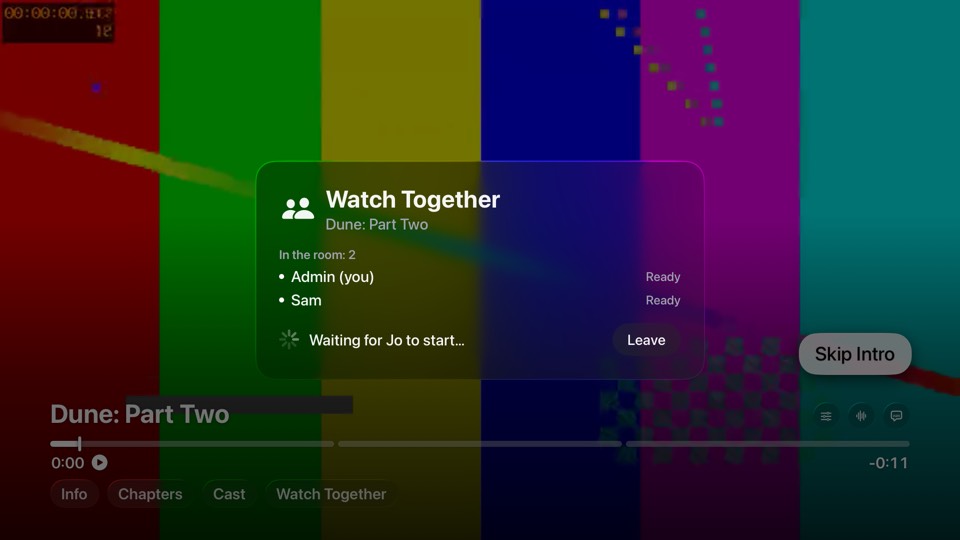 12
Watch Together
Dune: Part Two
In the room: 2
• Admin (you) Ready
• Sam Ready
Waiting for Jo to start...
Leave
Skip Intro
Dune: Part Two
0:00
-0:11
Info
Chapters
Cast
Watch Together